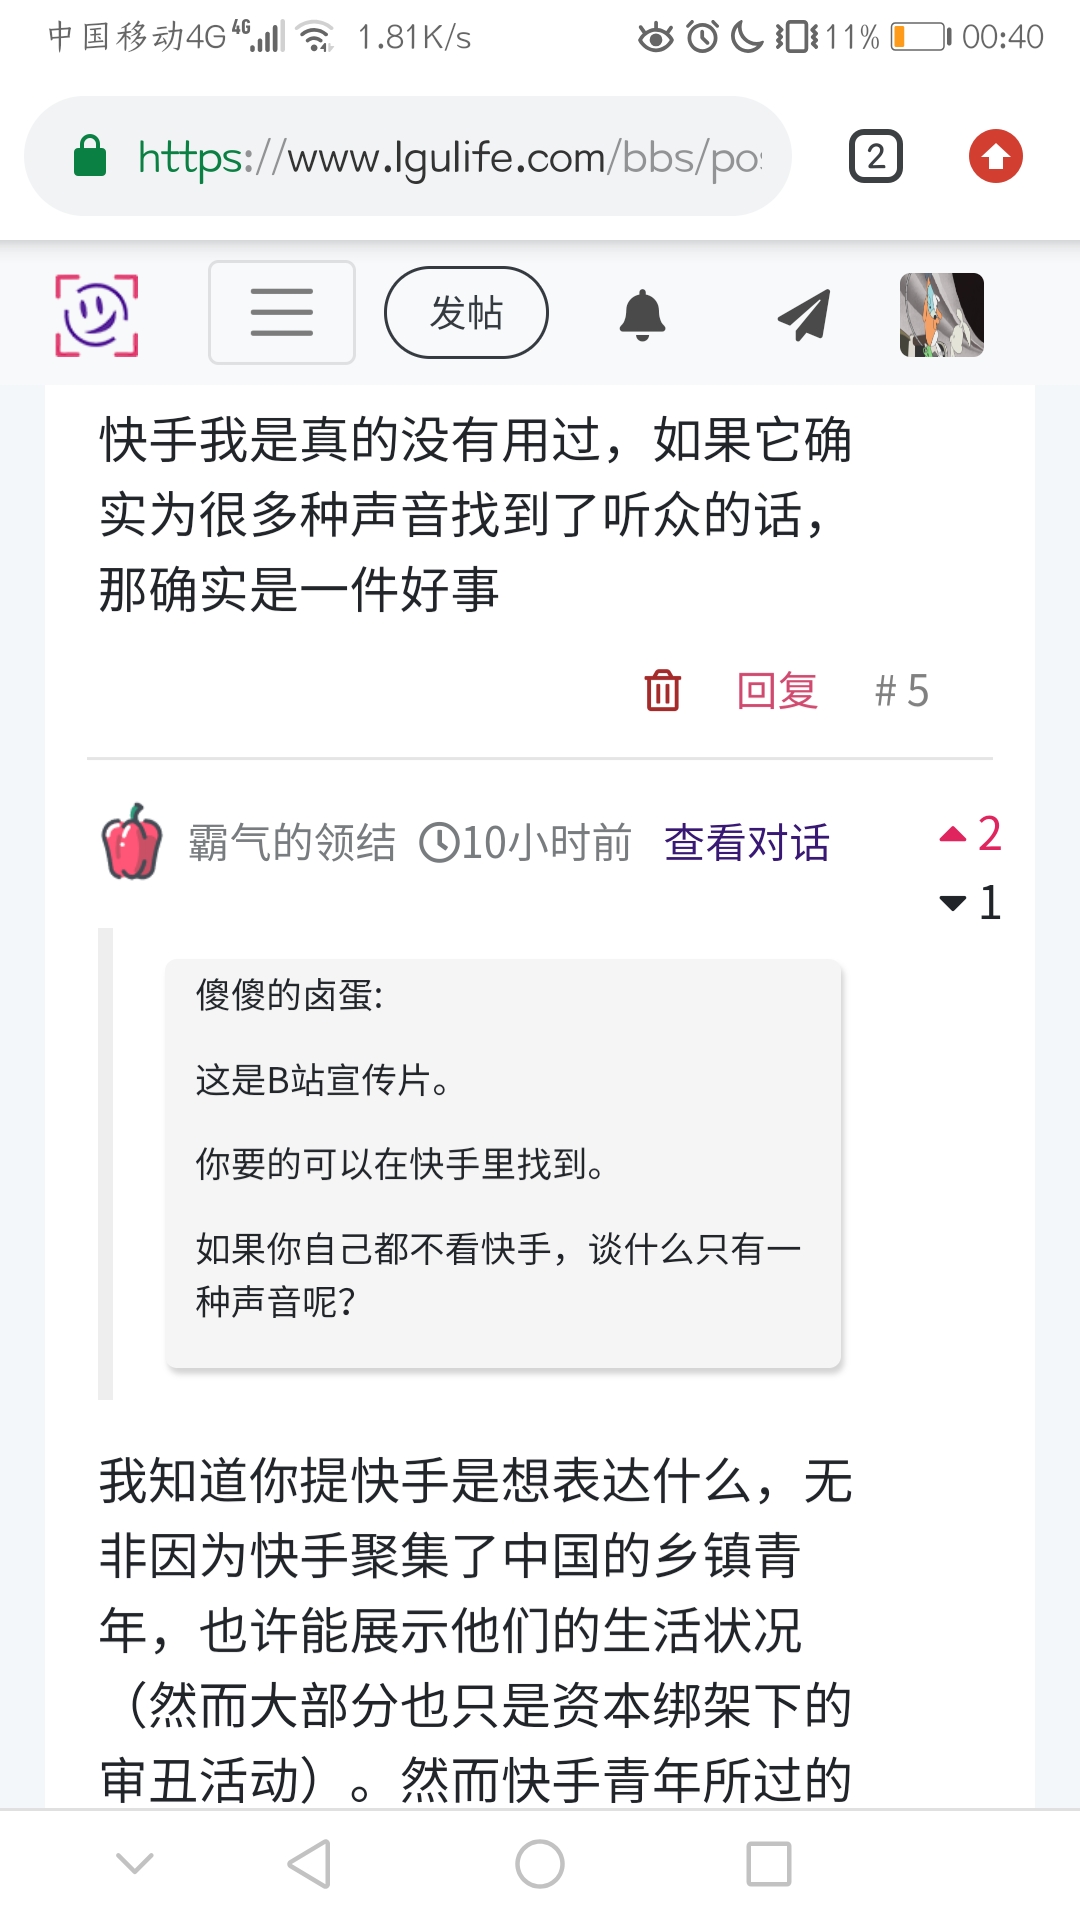 中国移动4G 4G 1.81K/s 11% 00:40
https://www.lgulife.com/bbs/pos
2
发帖
快手我是真的没有用过，如果它确
实为很多种声音找到了听众的话，
那确实是一件好事
回复 # 5
霸气的领结 10小时前 查看对话 2
1
傻傻的卤蛋:
这是B站宣传片。
你要的可以在快手里找到。
如果你自己都不看快手，谈什么只有一
种声音呢？
我知道你提快手是想表达什么，无
非因为快手聚集了中国的乡镇青
年，也许能展示他们的生活状况
（然而大部分也只是资本绑架下的
审丑活动）。然而快手青年所过的